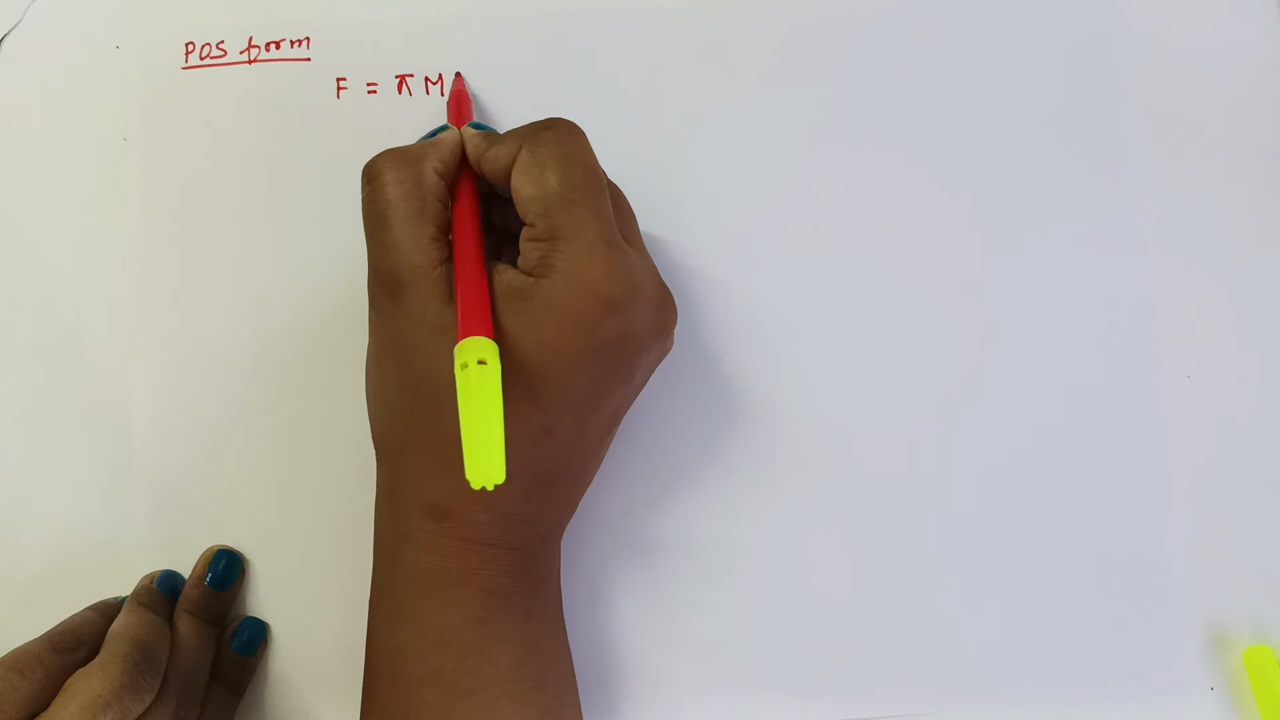 POS form
F = π M